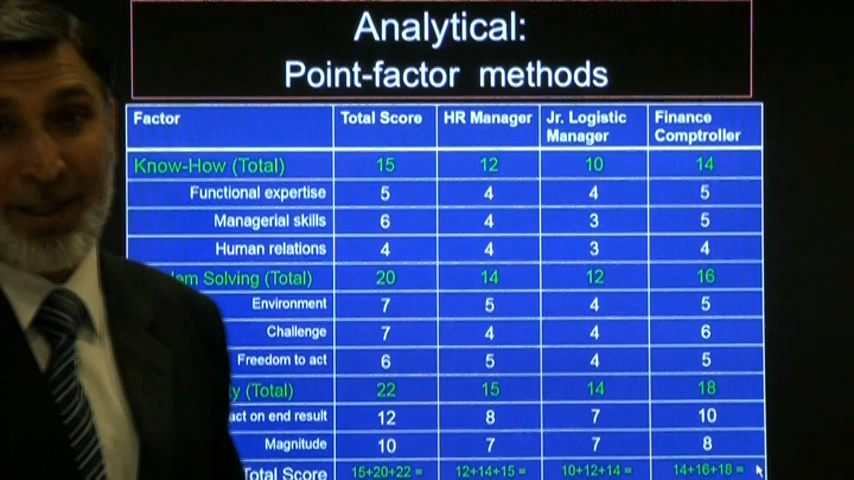 Analytical:
Point-factor methods
Factor Total Score HR Manager Jr. Logistic Manager Finance Comptroller
Know-How (Total) 15 12 10 14
Functional expertise 5 4 4 5
Managerial skills 6 4 3 5
Human relations 4 4 3 4
Solving (Total) 20 14 12 16
Environment 7 5 4 5
Challenge 7 4 4 6
Freedom to act 6 5 4 5
(Total) 22 15 14 18
on end result 12 8 7 10
Magnitude 10 7 7 8
Total Score 15+20+22 = 12+14+15 = 10+12+14 = 14+16+18 =